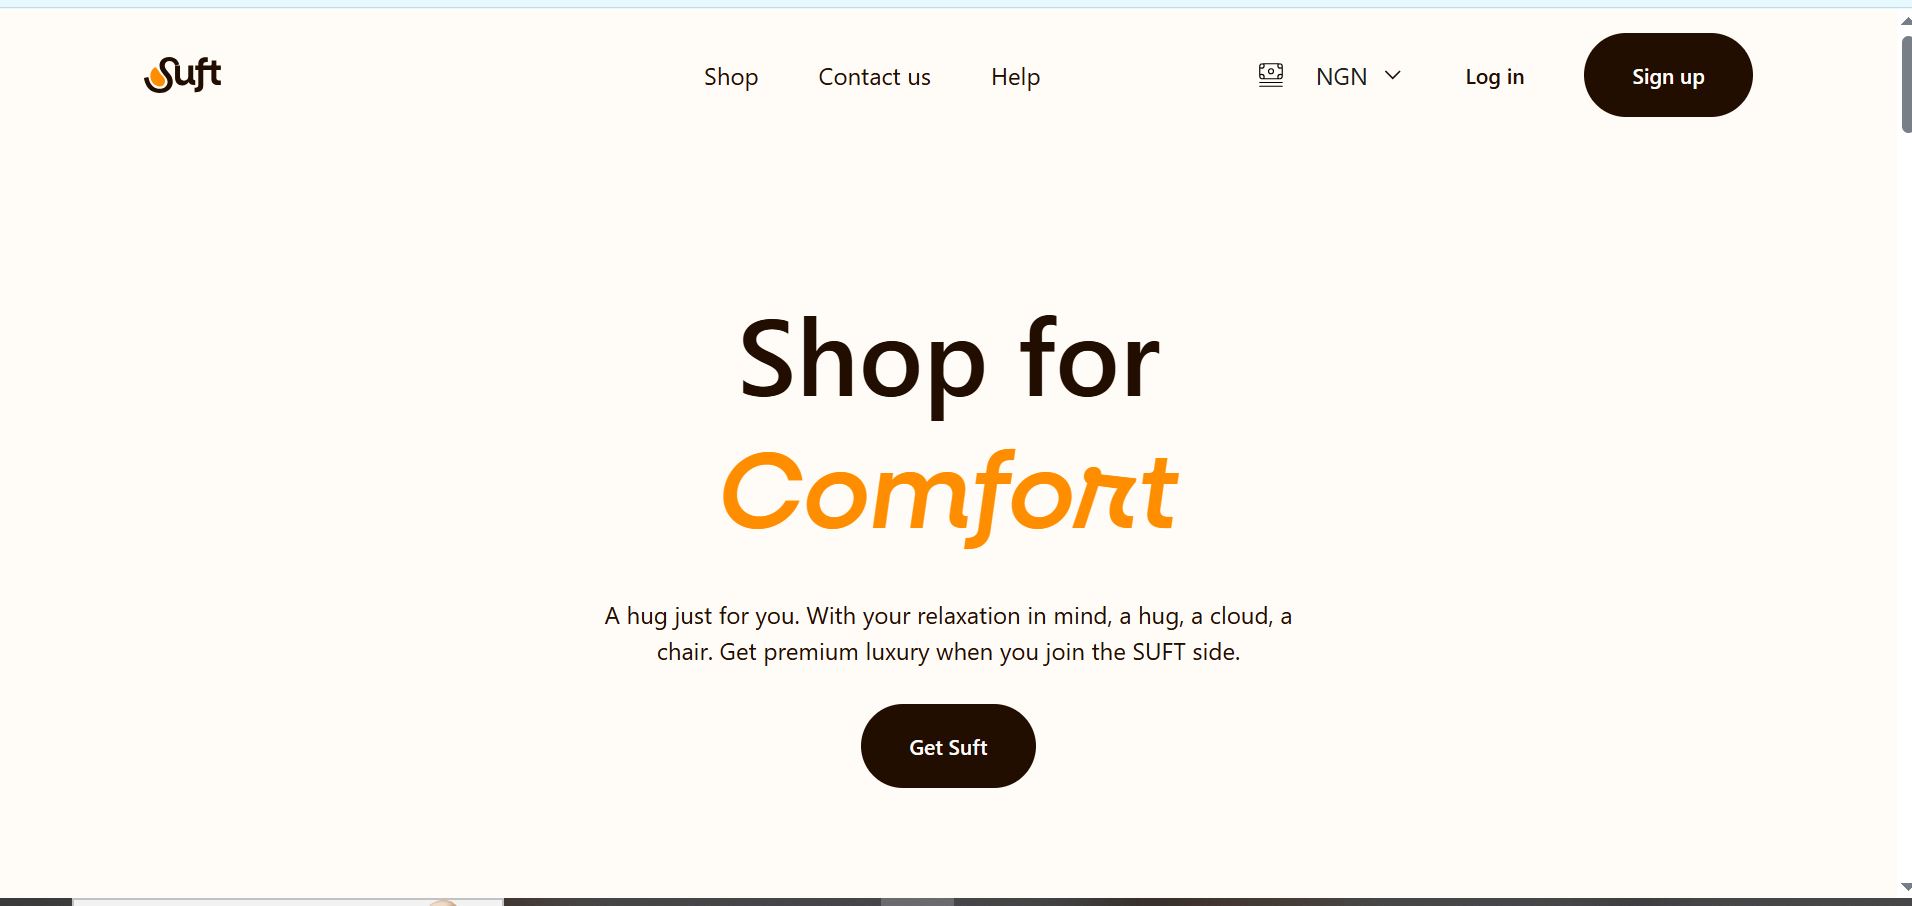 Suft
Shop
Contact us
Help
NGN
Log in
Sign up
Shop for
Comfort
A hug just for you. With your relaxation in mind, a hug, a cloud, a
chair. Get premium luxury when you join the SUFT side.
Get Suft